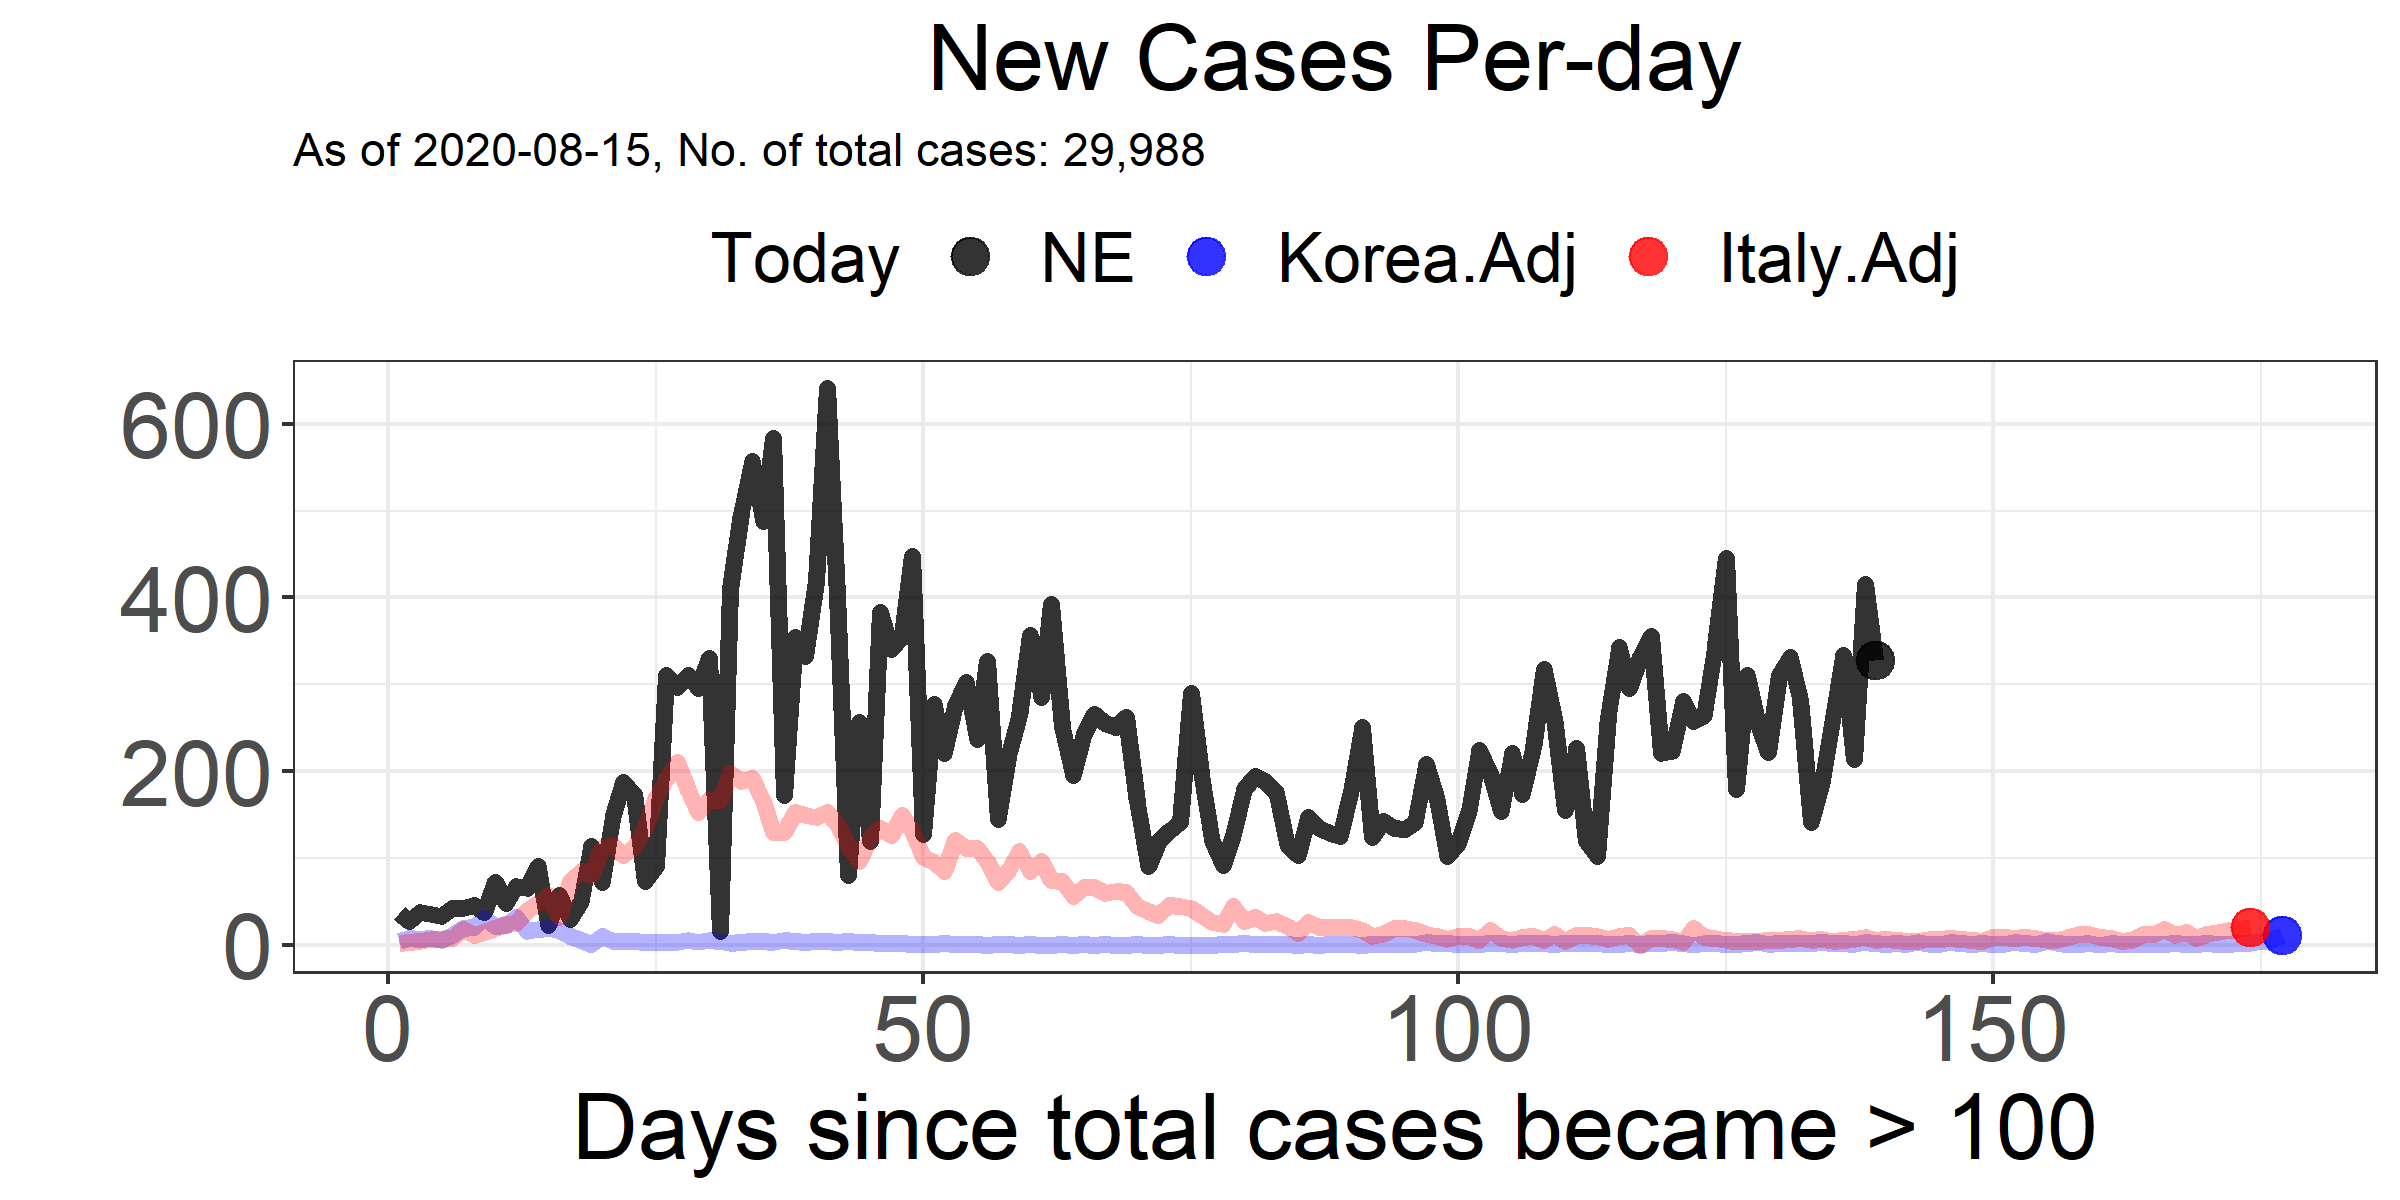 New Cases Per-day
As of 2020-08-15, No. of total cases: 29,988
Today NE Korea.Adj Italy.Adj
600
400
200
0
0 50 100 150
Days since total cases became > 100